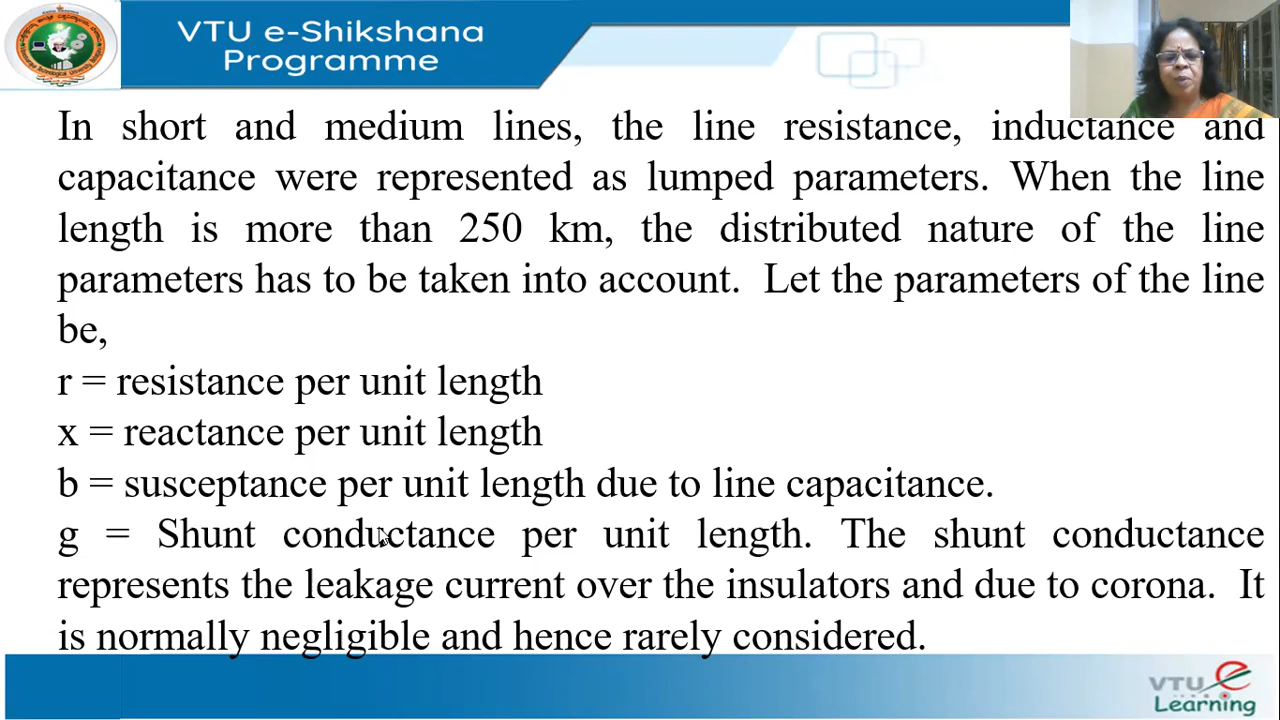 VTU e-Shikshana
Programme
In short and medium lines, the line resistance, inductance and
capacitance were represented as lumped parameters. When the line
length is more than 250 km, the distributed nature of the line
parameters has to be taken into account. Let the parameters of the line
be,
r = resistance per unit length
x = reactance per unit length
b = susceptance per unit length due to line capacitance.
g = Shunt conductance per unit length. The shunt conductance
represents the leakage current over the insulators and due to corona. It
is normally negligible and hence rarely considered.
VTU e
Learning